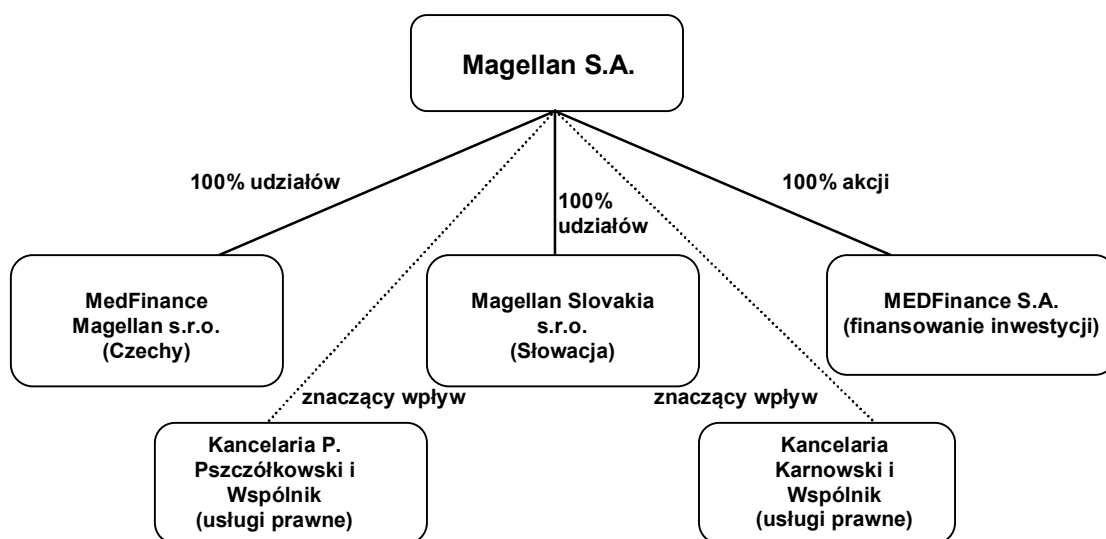 Magellan S.A.
100% udziałów
100%
udziałów
100% akcji
MedFinance
Magellan s.r.o.
(Czechy)
Magellan Slovakia
s.r.o.
(Słowacja)
MEDFinance S.A.
(finansowanie inwestycji)
znaczący wpływ
znaczący wpływ
Kancelaria P.
Pszczółkowski i
Wspólnik
(usługi prawne)
Kancelaria
Karnowski i
Wspólnik
(usługi prawne)